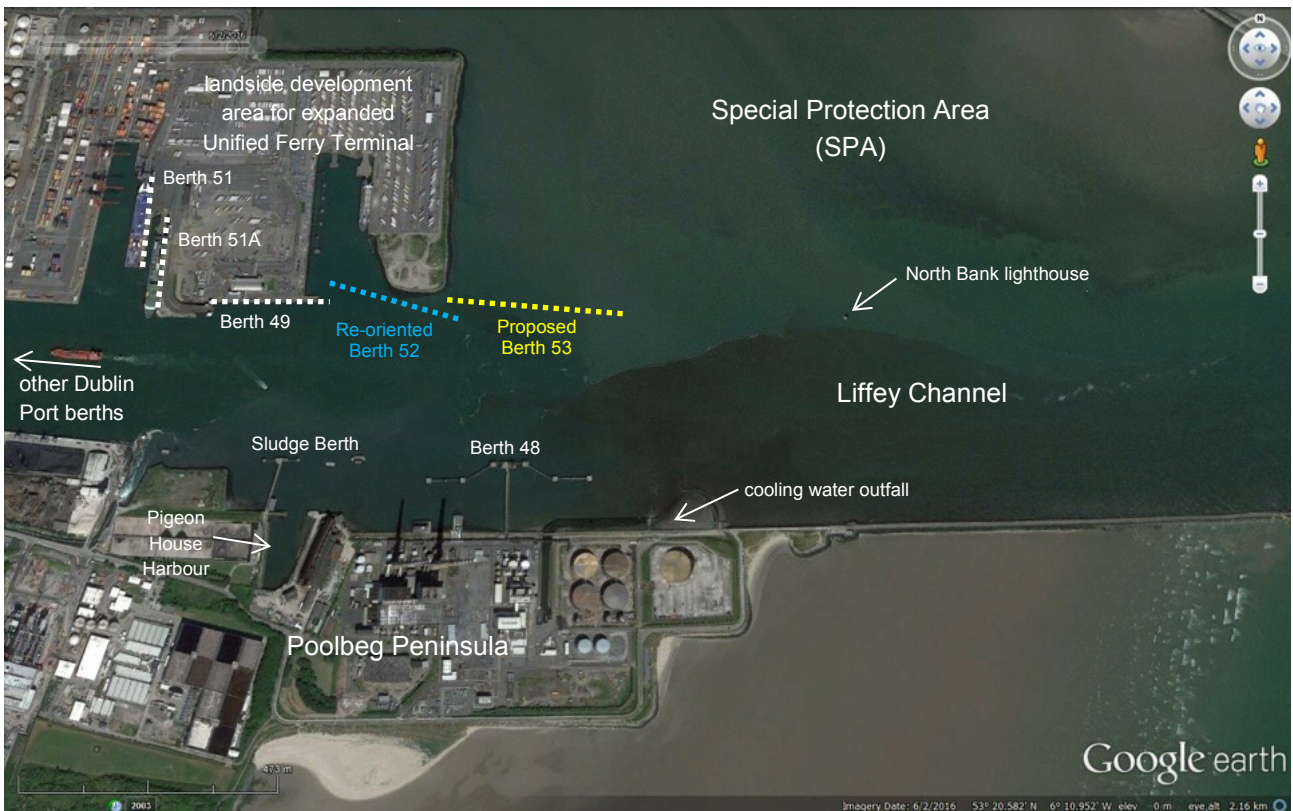 6/2/2016
N
landside development
area for expanded
Unified Ferry Terminal
Special Protection Area
(SPA)
Berth 51
Berth 51A
North Bank lighthouse
Berth 49
Re-oriented
Berth 52
Proposed
Berth 53
other Dublin
Port berths
Liffey Channel
Sludge Berth
Berth 48
cooling water outfall
Pigeon
House
Harbour
Poolbeg Peninsula
Google earth
473 m
2003
Imagery Date: 6/2/2016 53° 20.582' N 6° 10.952' W elev 0 m eye alt 2.16 km